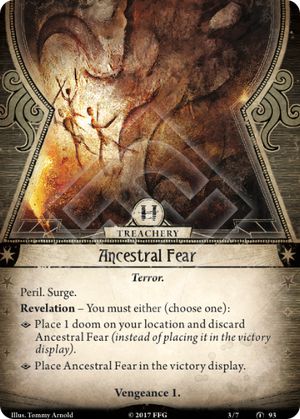 TREACHERY
Ancestral Fear
Terror.
Peril. Surge.
Revelation – You must either (choose one):
Place 1 doom on your location and discard
Ancestral Fear (instead of placing it in the victory
display).
Place Ancestral Fear in the victory display.
Vengeance 1.
Illus. Tommy Arnold © 2017 FFG 3/7 93